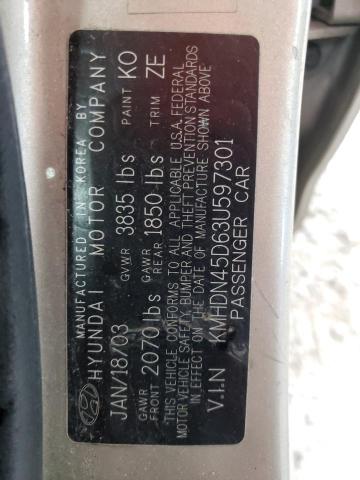 MANUFACTURED IN KOREA BY
HYUNDAI MOTOR COMPANY
JAN/18/03 GVWR 3835 lbs PAINT KO
GAWR FRONT 2070 lbs GAWR REAR 1850 lbs TRIM ZE
THIS VEHICLE CONFORMS TO ALL APPLICABLE U.S.A. FEDERAL
MOTOR VEHICLE SAFETY, BUMPER AND THEFT PREVENTION STANDARDS
IN EFFECT ON THE DATE OF MANUFACTURE SHOWN ABOVE
V.I.N KMHDN45D63U597301
PASSENGER CAR